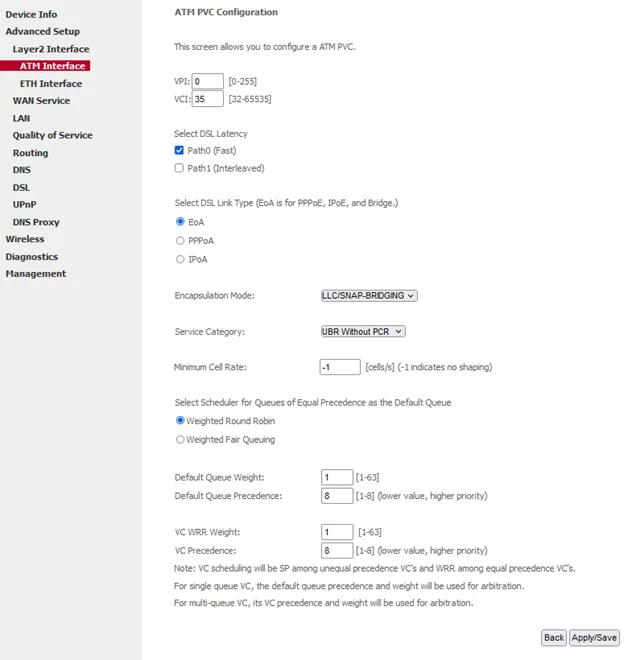 Device Info
Advanced Setup
Layer2 Interface
ATM Interface
ETH Interface
WAN Service
LAN
Quality of Service
Routing
DNS
DSL
UPnP
DNS Proxy
Wireless
Diagnostics
Management
ATM PVC Configuration
This screen allows you to configure a ATM PVC.
VPI: 0 [0-255]
VCI: 35 [32-65535]
Select DSL Latency
Path0 (Fast)
Path1 (Interleaved)
Select DSL Link Type (EoA is for PPPoE, IPoE, and Bridge.)
EoA
PPPoA
IPoA
Encapsulation Mode: LLC/SNAP-BRIDGING
Service Category: UBR Without PCR
Minimum Cell Rate: -1 [cells/s] (-1 indicates no shaping)
Select Scheduler for Queues of Equal Precedence as the Default Queue
Weighted Round Robin
Weighted Fair Queuing
Default Queue Weight: 1 [1-63]
Default Queue Precedence: 8 [1-8] (lower value, higher priority)
VC WRR Weight: 1 [1-63]
VC Precedence: 8 [1-8] (lower value, higher priority)
Note: VC scheduling will be SP among unequal precedence VC's and WRR among equal precedence VC's.
For single queue VC, the default queue precedence and weight will be used for arbitration.
For multi-queue VC, its VC precedence and weight will be used for arbitration.
Back Apply/Save